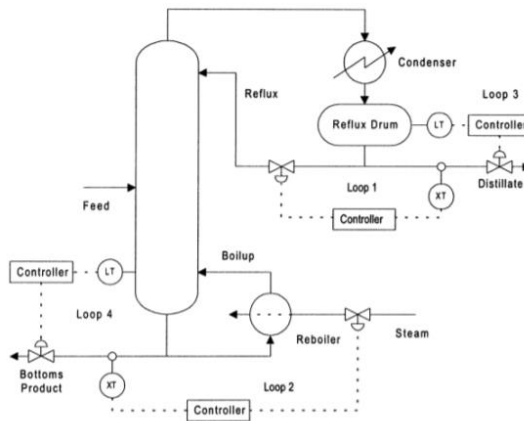 Condenser
Reflux
Loop 3
Reflux Drum
LT
Controller
Loop 1
Distillate
XT
Feed
Controller
Boilup
Controller
LT
Loop 4
Reboiler
Steam
Bottoms
Product
XT
Loop 2
Controller